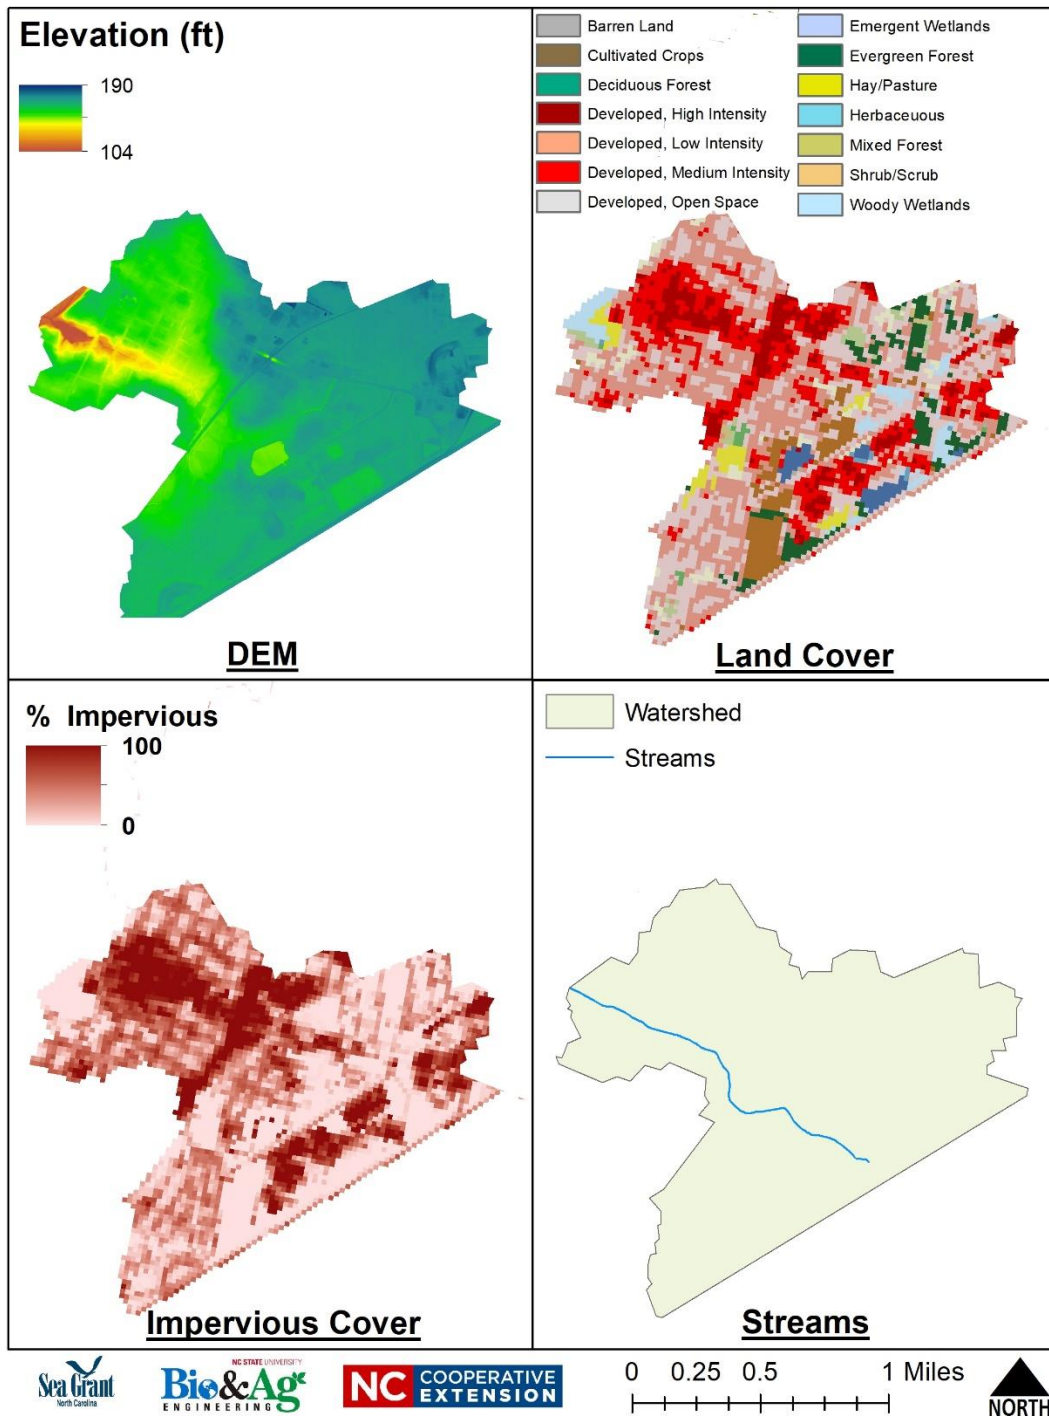 Elevation (ft)
190
104
DEM
Barren Land
Cultivated Crops
Deciduous Forest
Developed, High Intensity
Developed, Low Intensity
Developed, Medium Intensity
Developed, Open Space
Emergent Wetlands
Evergreen Forest
Hay/Pasture
Herbaceuous
Mixed Forest
Shrub/Scrub
Woody Wetlands
Land Cover
% Impervious
100
0
Impervious Cover
Watershed
Streams
Streams
Sea Grant
North Carolina
NC STATE UNIVERSITY
Bio&Ag
ENGINEERING
NC COOPERATIVE
EXTENSION
0 0.25 0.5 1 Miles
NORTH